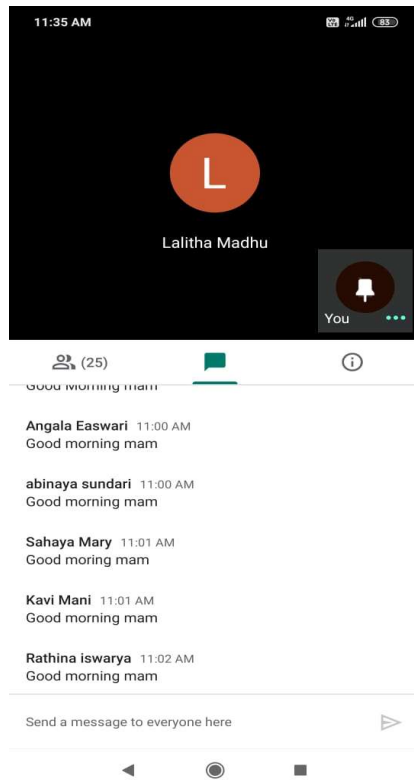 11:35 AM
4G
83
L
Lalitha Madhu
You
(25)
Good Morning mam
Angala Easwari 11:00 AM
Good morning mam
abinaya sundari 11:00 AM
Good morning mam
Sahaya Mary 11:01 AM
Good moring mam
Kavi Mani 11:01 AM
Good morning mam
Rathina iswarya 11:02 AM
Good morning mam
Send a message to everyone here